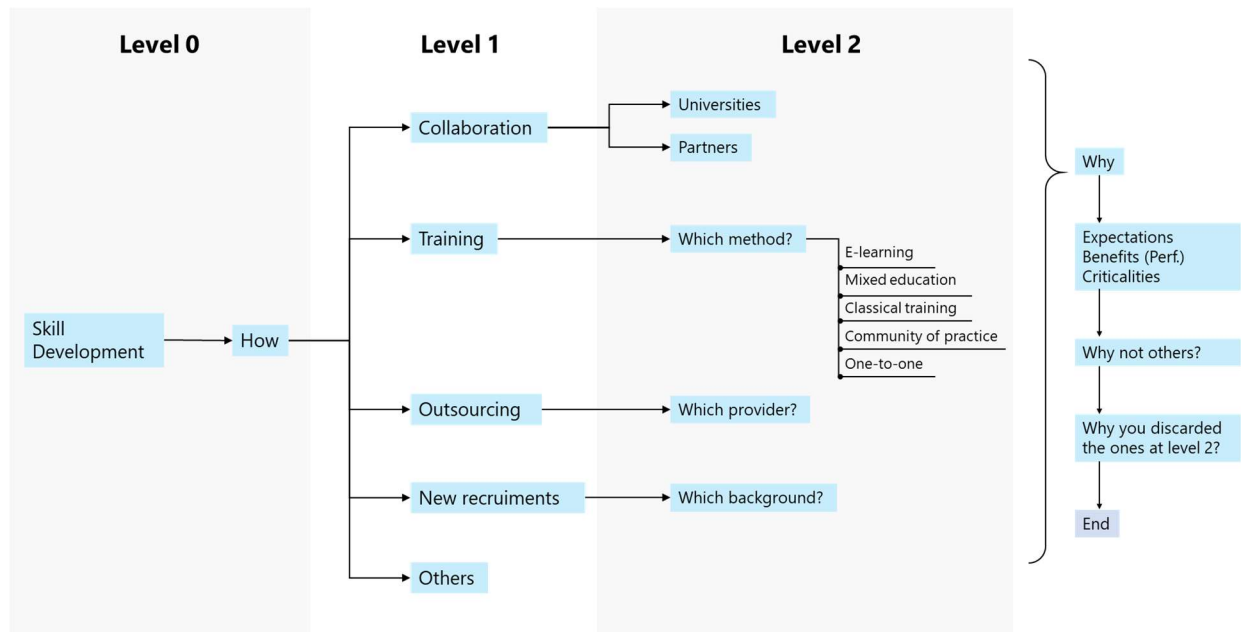 Level 0
Level 1
Level 2
Skill
Development
How
Collaboration
Universities
Partners
Training
Which method?
E-learning
Mixed education
Classical training
Community of practice
One-to-one
Outsourcing
Which provider?
New recruiments
Which background?
Others
Why
Expectations
Benefits (Perf.)
Criticalities
Why not others?
Why you discarded
the ones at level 2?
End